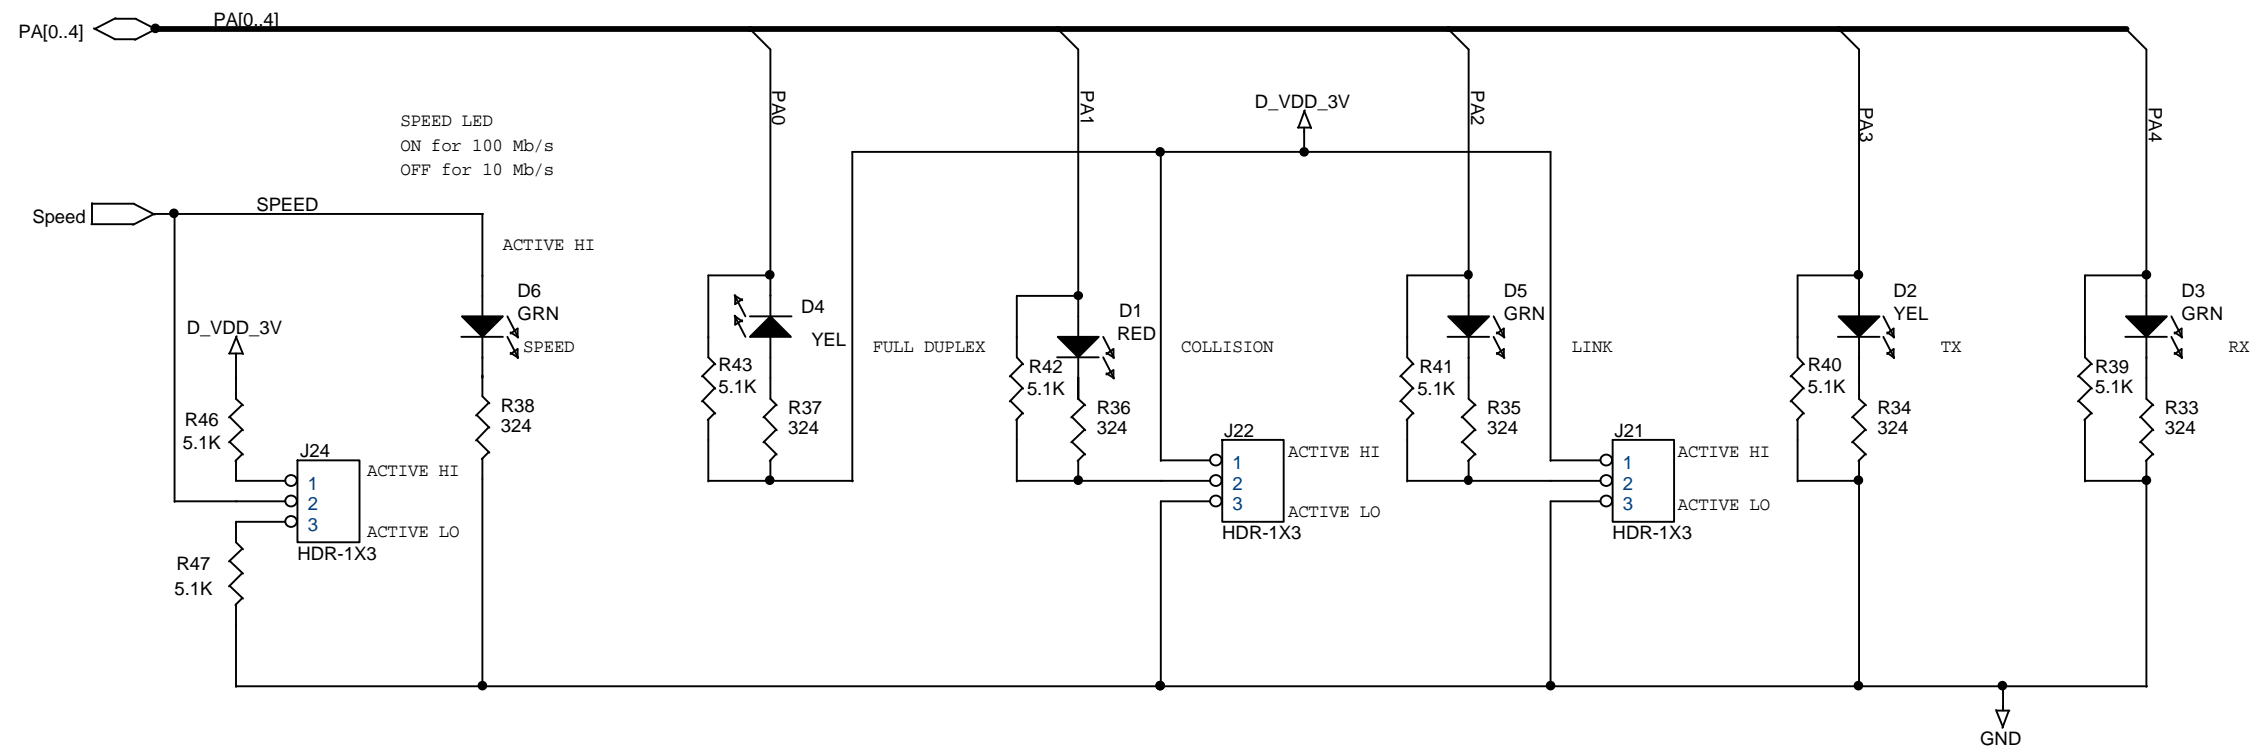 PA[0..4]
PA[0..4]
PA0
PA1
PA2
PA3
PA4
D_VDD_3V
SPEED LED
ON for 100 Mb/s
OFF for 10 Mb/s
Speed
SPEED
ACTIVE HI
D6
GRN
SPEED
D_VDD_3V
R46
5.1K
R38
324
J24
1
2
3
ACTIVE HI
ACTIVE LO
HDR-1X3
R47
5.1K
D4
YEL
FULL DUPLEX
R43
5.1K
R37
324
D1
RED
COLLISION
R42
5.1K
R36
324
J22
1
2
3
ACTIVE HI
ACTIVE LO
HDR-1X3
D5
GRN
LINK
R41
5.1K
R35
324
J21
1
2
3
ACTIVE HI
ACTIVE LO
HDR-1X3
D2
YEL
TX
R40
5.1K
R34
324
D3
GRN
RX
R39
5.1K
R33
324
GND